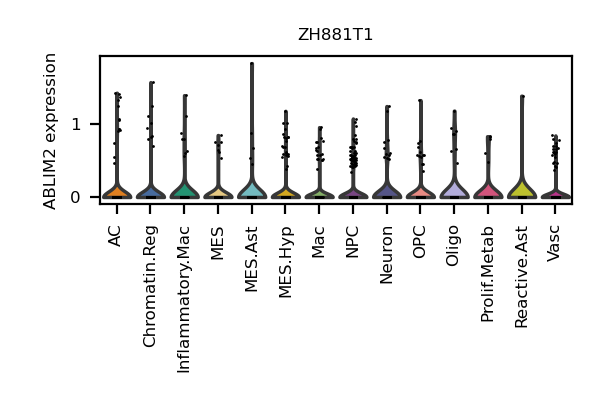 ZH881T1
ABLIM2 expression
1
0
AC
Chromatin.Reg
Inflammatory.Mac
MES
MES.Ast
MES.Hyp
Mac
NPC
Neuron
OPC
Oligo
Prolif.Metab
Reactive.Ast
Vasc